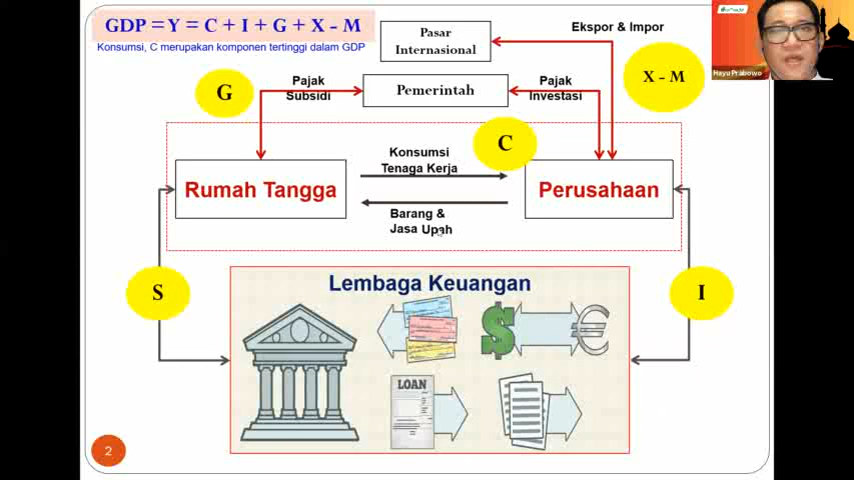 GDP = Y = C + I + G + X - M
Konsumsi, C merupakan komponen tertinggi dalam GDP
Pasar
Internasional
Ekspor & Impor
Hayu Prabowo
G
Pajak
Subsidi
Pemerintah
Pajak
Investasi
X - M
C
Konsumsi
Tenaga Kerja
Rumah Tangga
Perusahaan
Barang &
Jasa Upah
S
I
Lembaga Keuangan
LOAN
2